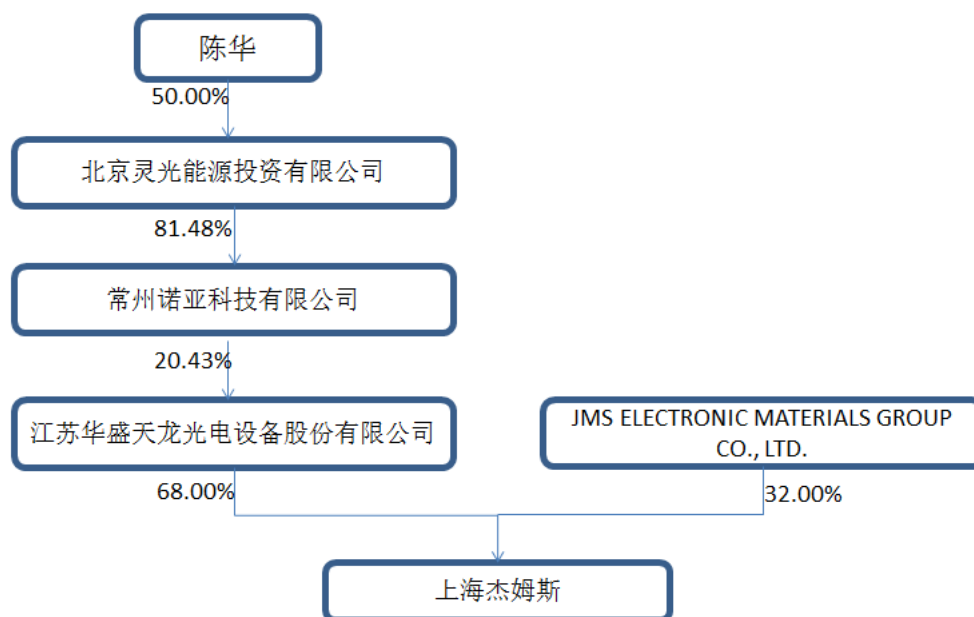 陈华
50.00%
北京灵光能源投资有限公司
81.48%
常州诺亚科技有限公司
20.43%
江苏华盛天龙光电设备股份有限公司
JMS ELECTRONIC MATERIALS GROUP
CO., LTD.
68.00%
32.00%
上海杰姆斯